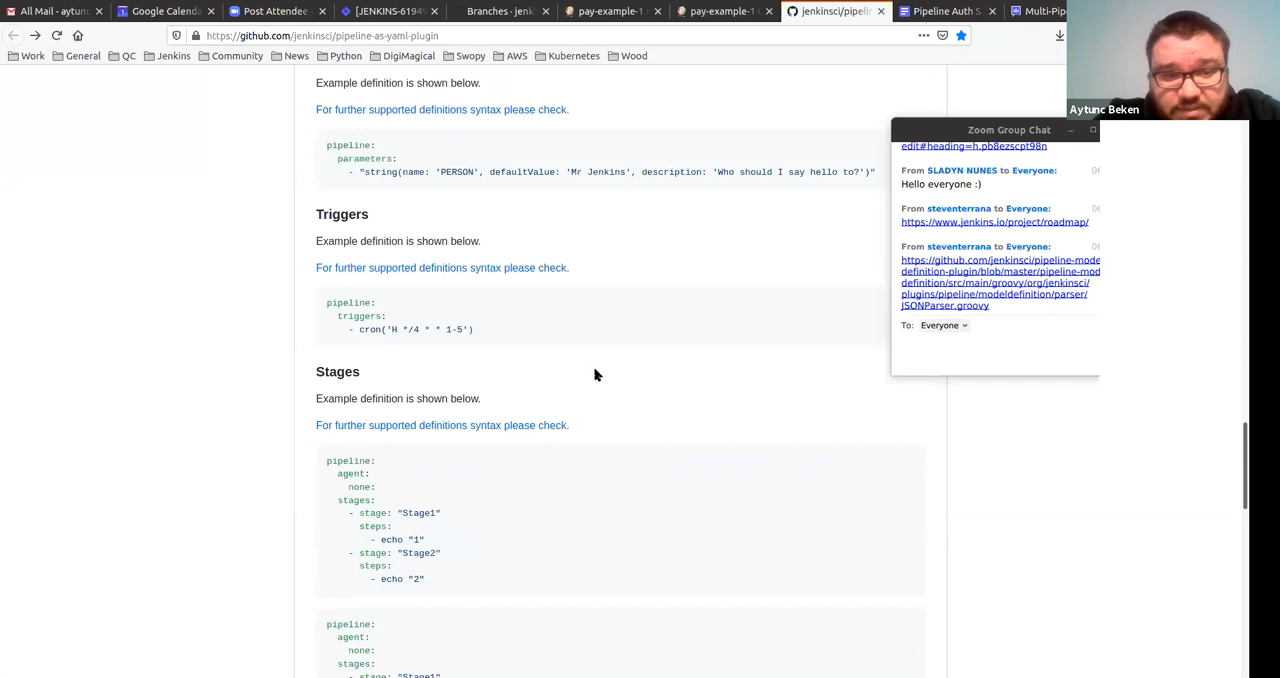 All Mail - aytun
Google Calenda
Post Attendee -
[JENKINS-6194
Branches · jenk
pay-example-1
pay-example-1
jenkinsci/pipelin
Pipeline Auth S
Multi-Pip
https://github.com/jenkinsci/pipeline-as-yaml-plugin
Work
General
QC
Jenkins
Community
News
Python
DigiMagical
Swopy
AWS
Kubernetes
Wood
Aytunc Beken
Example definition is shown below.
For further supported definitions syntax please check.
pipeline:
parameters:
- "string(name: 'PERSON', defaultValue: 'Mr Jenkins', description: 'Who should I say hello to?')"
Triggers
Example definition is shown below.
For further supported definitions syntax please check.
pipeline:
triggers:
- cron('H */4 * * 1-5')
Stages
Example definition is shown below.
For further supported definitions syntax please check.
pipeline:
agent:
none:
stages:
- stage: "Stage1"
steps:
- echo "1"
- stage: "Stage2"
steps:
- echo "2"
pipeline:
agent:
none:
stages:
- stage: "Stage1"
Zoom Group Chat
edit#heading=h.pb8ezscpt98n
From SLADYN NUNES to Everyone:
Hello everyone :)
From steventerrana to Everyone:
https://www.jenkins.io/project/roadmap/
From steventerrana to Everyone:
https://github.com/jenkinsci/pipeline-mode
definition-plugin/blob/master/pipeline-mod
definition/src/main/groovy/org/jenkinsci/
plugins/pipeline/modeldefinition/parser/
JSONParser.groovy
To: Everyone